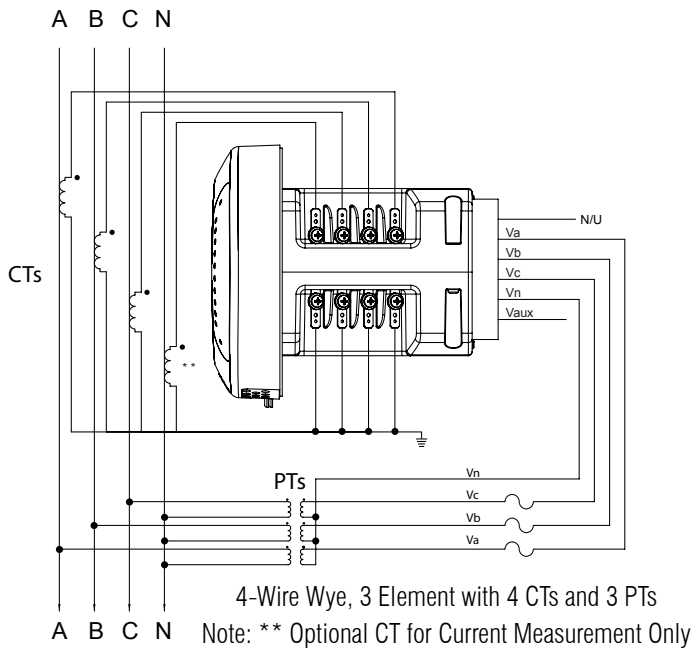 A B C N
N/U
Va
Vb
Vc
Vn
Vaux
CTs
* *
PTs
Vn
Vc
Vb
Va
4-Wire Wye, 3 Element with 4 CTs and 3 PTs
A B C N
Note: ** Optional CT for Current Measurement Only